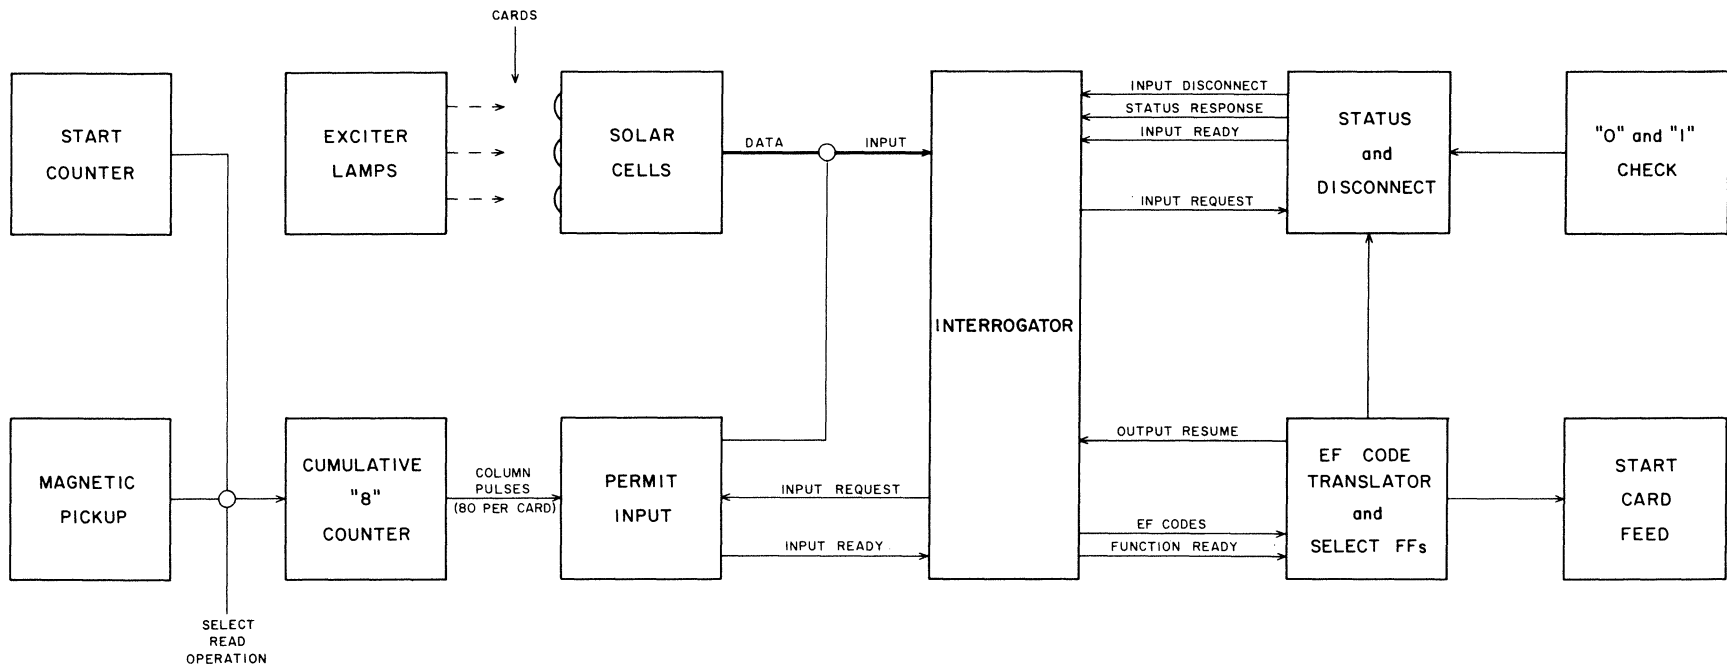 CARDS
START
COUNTER
EXCITER
LAMPS
SOLAR
CELLS
DATA
INPUT
INTERROGATOR
INPUT DISCONNECT
STATUS RESPONSE
INPUT READY
INPUT REQUEST
STATUS
and
DISCONNECT
"0" and "1"
CHECK
MAGNETIC
PICKUP
SELECT
READ
OPERATION
CUMULATIVE
"8"
COUNTER
COLUMN
PULSES
(80 PER CARD)
PERMIT
INPUT
INPUT REQUEST
INPUT READY
OUTPUT RESUME
EF CODES
FUNCTION READY
EF CODE
TRANSLATOR
and
SELECT FFs
START
CARD
FEED